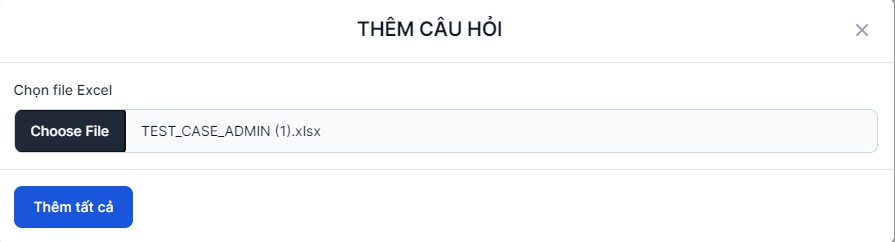 THÊM CÂU HỎI
Chọn file Excel
Choose File TEST_CASE_ADMIN (1).xlsx
Thêm tất cả